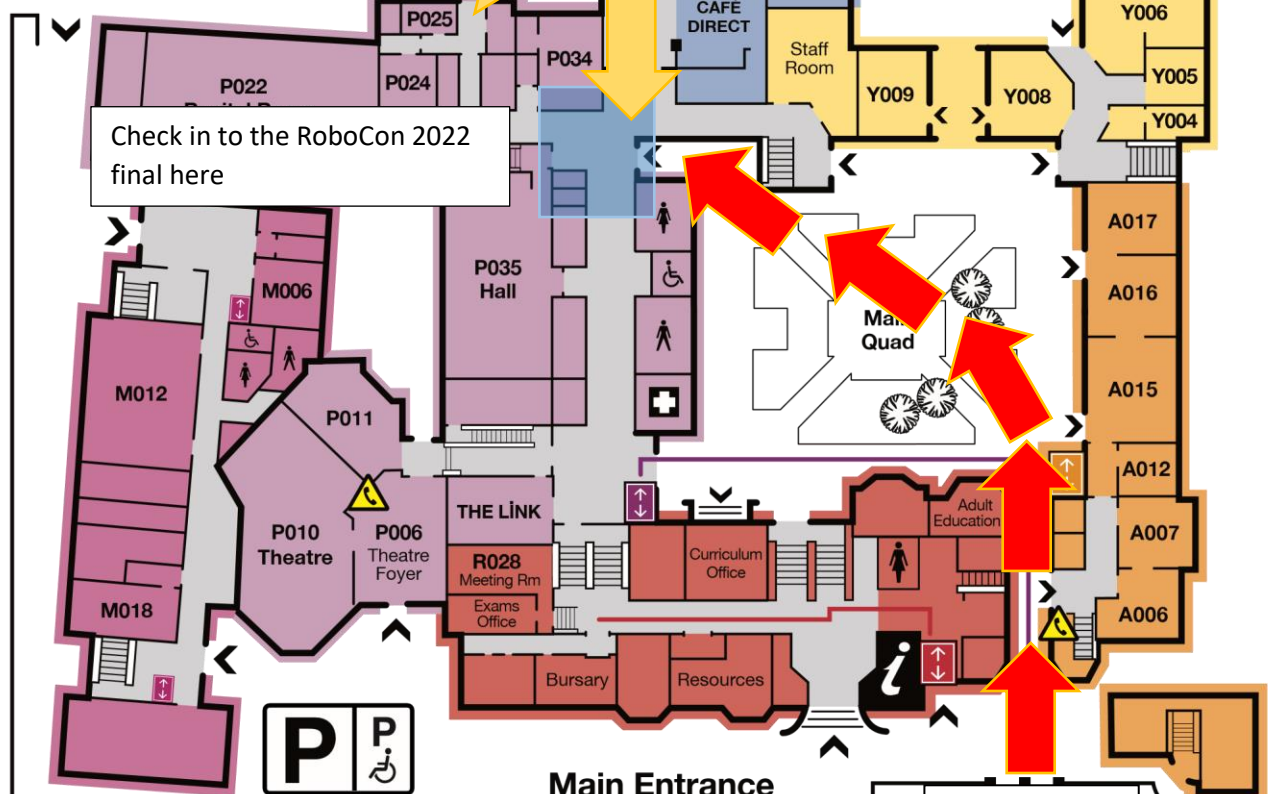 P025
CAFÉ
DIRECT
Y006
P034
Staff
Room
P022
P024
Y009
Y008
Y005
Y004
Check in to the RoboCon 2022
final here
A017
P035
Hall
M006
A016
Main
Quad
M012
A015
P011
A012
THE LİNK
Adult
Education
P010
Theatre
P006
Theatre
Foyer
R028
Meeting Rm
Curriculum
Office
A007
Exams
Office
M018
A006
i
Bursary
Resources
P
P
Main Entrance